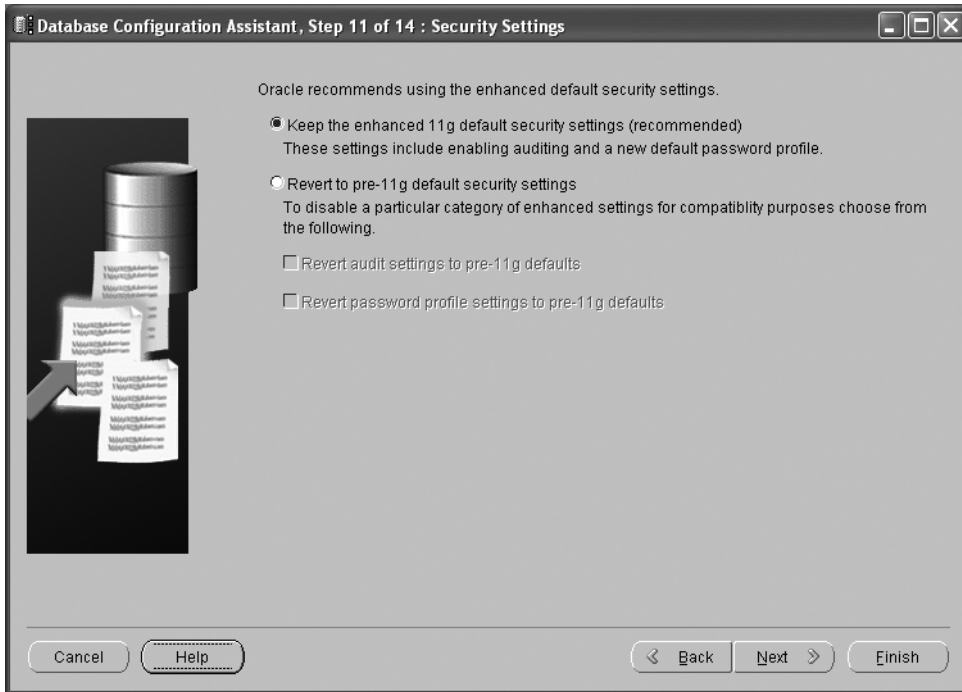 Database Configuration Assistant, Step 11 of 14 : Security Settings
Oracle recommends using the enhanced default security settings.
Keep the enhanced 11g default security settings (recommended)
These settings include enabling auditing and a new default password profile.
Revert to pre-11g default security settings
To disable a particular category of enhanced settings for compatiblity purposes choose from
the following.
Revert audit settings to pre-11g defaults
Revert password profile settings to pre-11g defaults
Cancel
Help
Back
Next
Finish